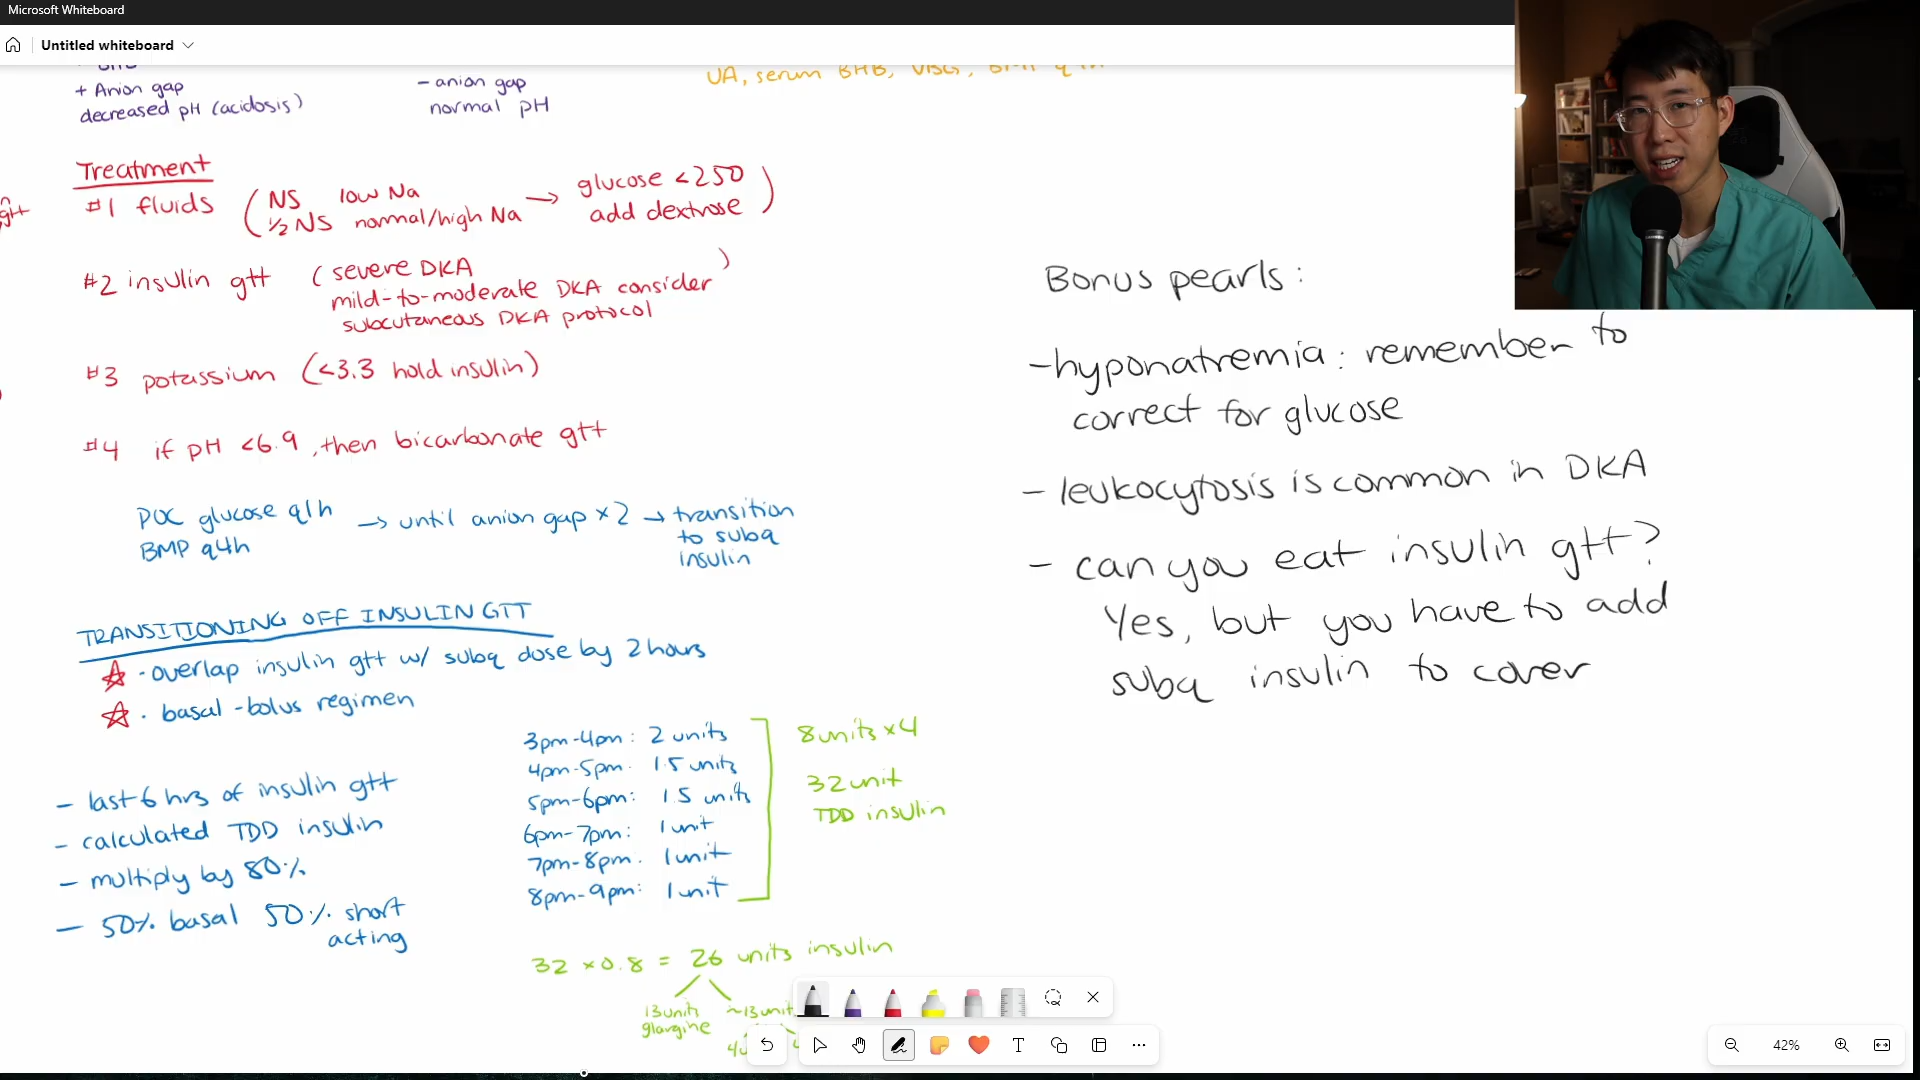 Microsoft Whiteboard
Untitled whiteboard
+ Anion gap
decreased pH (acidosis)
- anion gap
normal pH
UA, serum BHB, VBG, BMP
Treatment
#1 fluids
(NS low Na
1/2 NS normal/high Na → glucose <250
add dextrose)
gtt
#2 insulin gtt (severe DKA
mild-to-moderate DKA consider
subcutaneous DKA protocol)
#3 potassium (<3.3 hold insulin)
#4 if pH <6.9, then bicarbonate gtt
POC glucose q1h
BMP q4h
→ until anion gap x2 → transition
to subq
insulin
TRANSITIONING OFF INSULIN GTT
· overlap insulin gtt w/ subq dose by 2 hours
· basal-bolus regimen
- last 6 hrs of insulin gtt
- calculated TDD insulin
- multiply by 80%
- 50% basal 50% short
acting
3pm-4pm: 2 units
4pm-5pm: 1.5 units
5pm-6pm: 1.5 units
6pm-7pm: 1 unit
7pm-8pm: 1 unit
8pm-9pm: 1 unit
8 units x 4
32 unit
TDD insulin
32 x 0.8 = 26 units insulin
13 units
glargine
~13 unit
Bonus pearls:
- hyponatremia: remember to
correct for glucose
- leukocytosis is common in DKA
- can you eat insulin gtt?
Yes, but you have to add
subq insulin to cover
T
42%